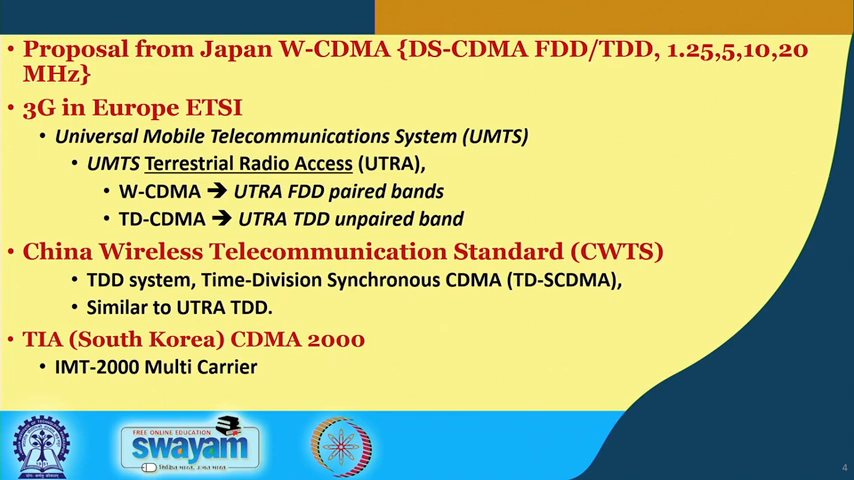 • Proposal from Japan W-CDMA {DS-CDMA FDD/TDD, 1.25,5,10,20
MHz}
• 3G in Europe ETSI
• Universal Mobile Telecommunications System (UMTS)
• UMTS Terrestrial Radio Access (UTRA),
• W-CDMA ➔ UTRA FDD paired bands
• TD-CDMA ➔ UTRA TDD unpaired band
• China Wireless Telecommunication Standard (CWTS)
• TDD system, Time-Division Synchronous CDMA (TD-SCDMA),
• Similar to UTRA TDD.
• TIA (South Korea) CDMA 2000
• IMT-2000 Multi Carrier
FREE ONLINE EDUCATION
swayam
4